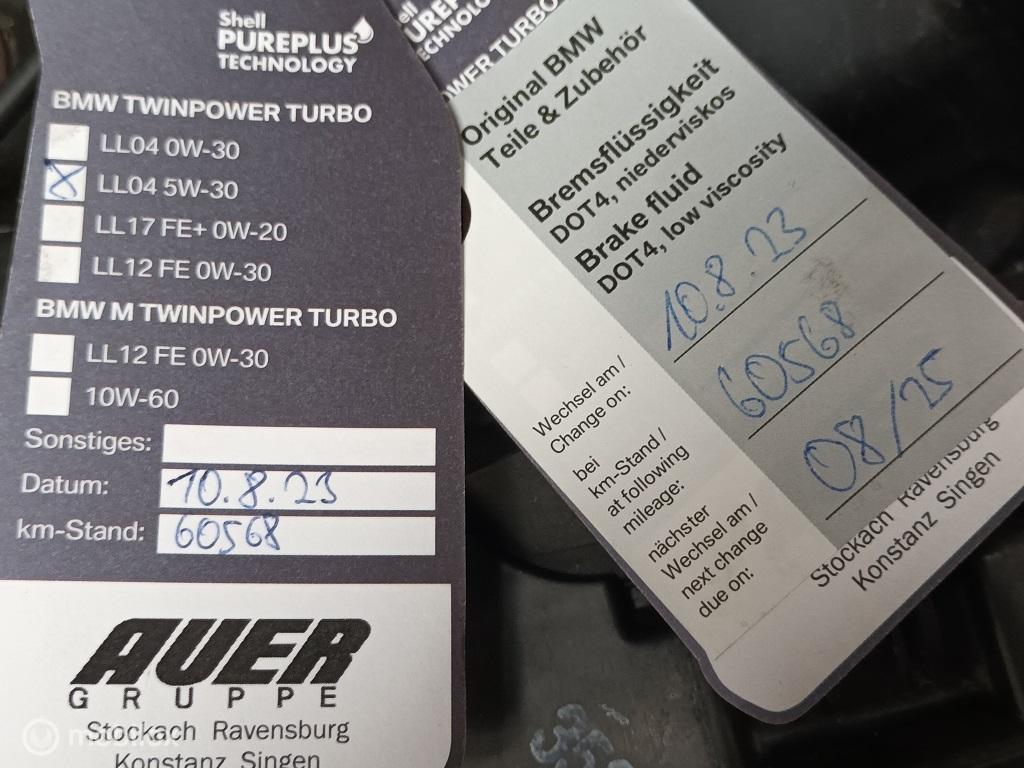 Shell
PUREPLUS
TECHNOLOGY
BMW TWINPOWER TURBO
LL04 0W-30
X LL04 5W-30
LL17 FE+ 0W-20
LL12 FE 0W-30
BMW M TWINPOWER TURBO
LL12 FE 0W-30
10W-60
Sonstiges:
Datum: 10.8.23
km-Stand: 60568
AUER
GRUPPE
Stockach Ravensburg
Konstanz Singen
Original BMW
Teile & Zubehör
Bremsflüssigkeit
DOT4, niederviskos
Brake fluid
DOT4, low viscosity
Wechsel am /
Change on:
10.8.23
bei
km-Stand /
at following
mileage:
60568
nächster
Wechsel am /
next change
due on:
08/25
Stockach Ravensburg
Konstanz Singen